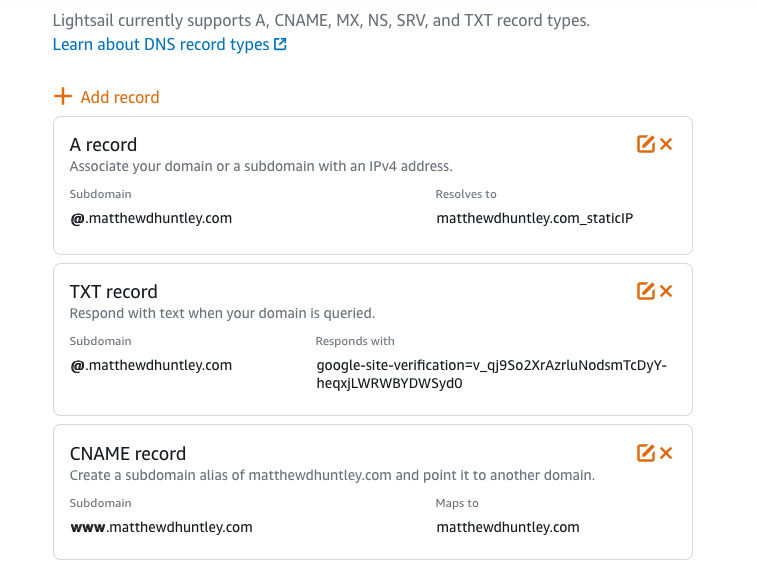 Lightsail currently supports A, CNAME, MX, NS, SRV, and TXT record types.
Learn about DNS record types
Add record
A record
Associate your domain or a subdomain with an IPv4 address.
Subdomain
Resolves to
@.matthewdhuntley.com
matthewdhuntley.com_staticIP
TXT record
Respond with text when your domain is queried.
Subdomain
Responds with
@.matthewdhuntley.com
google-site-verification=v_qj9So2XrAzrluNodsmTcDyY-
heqxjLWRWBYDWSyd0
CNAME record
Create a subdomain alias of matthewdhuntley.com and point it to another domain.
Subdomain
Maps to
www.matthewdhuntley.com
matthewdhuntley.com